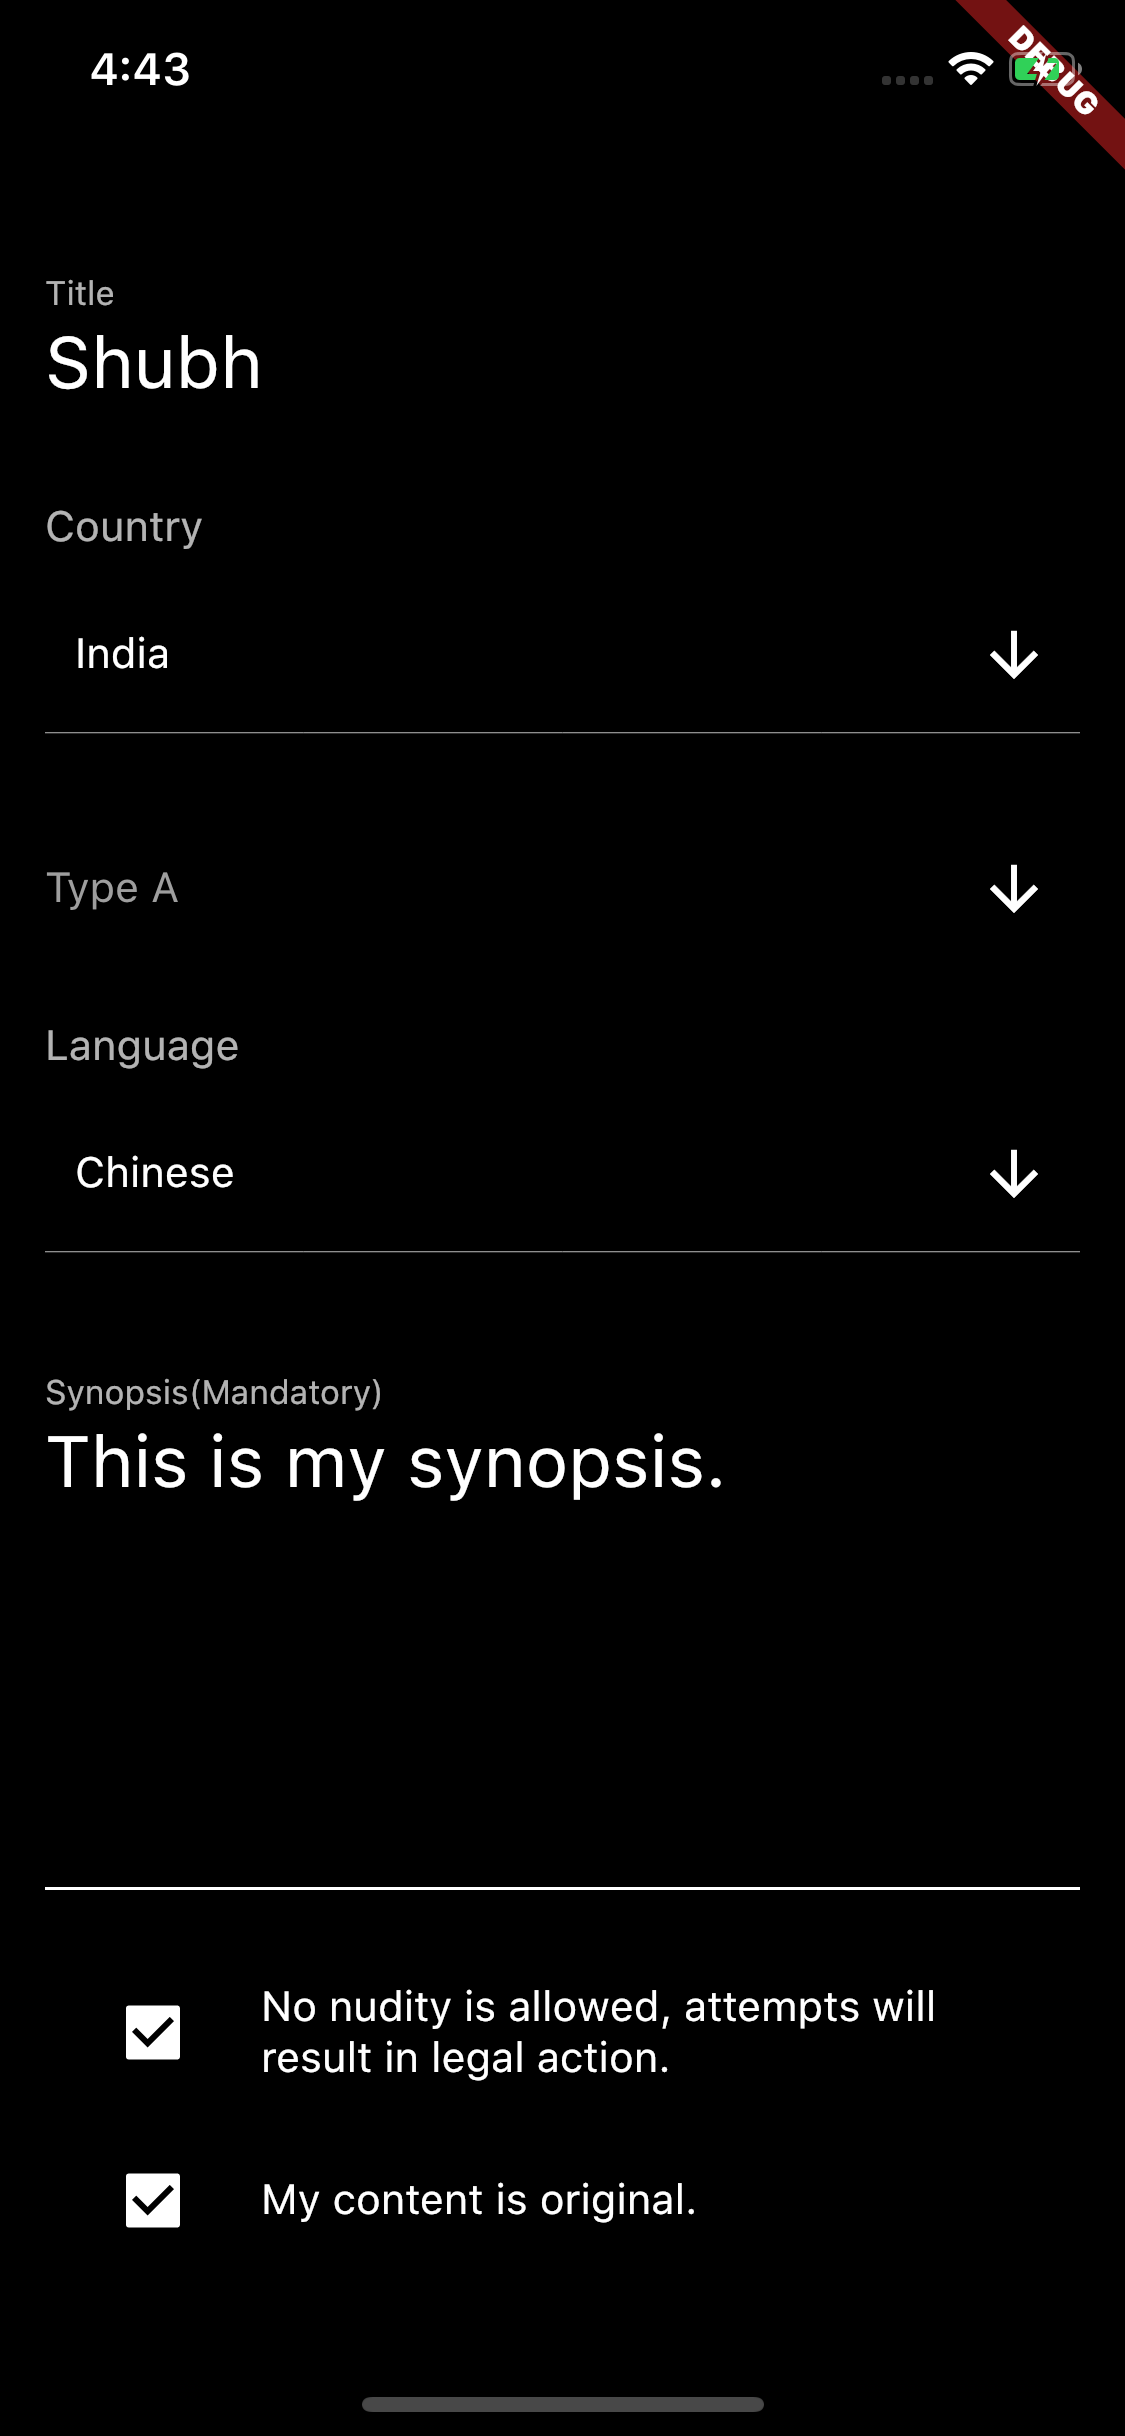 4:43
DEBUG
Title
Shubh
Country
India
Type A
Language
Chinese
Synopsis(Mandatory)
This is my synopsis.
No nudity is allowed, attempts will
result in legal action.
My content is original.